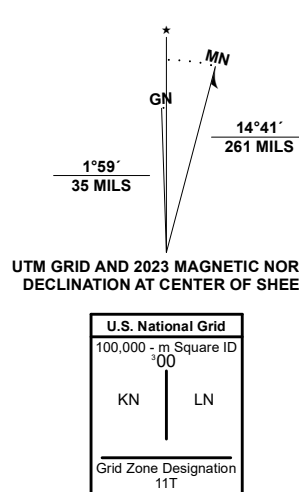 ★
MN
GN
14°41´
261 MILS
1°59´
35 MILS
UTM GRID AND 2023 MAGNETIC NOR
DECLINATION AT CENTER OF SHEE
U.S. National Grid
100,000 - m Square ID
³00
KN LN
Grid Zone Designation
11T